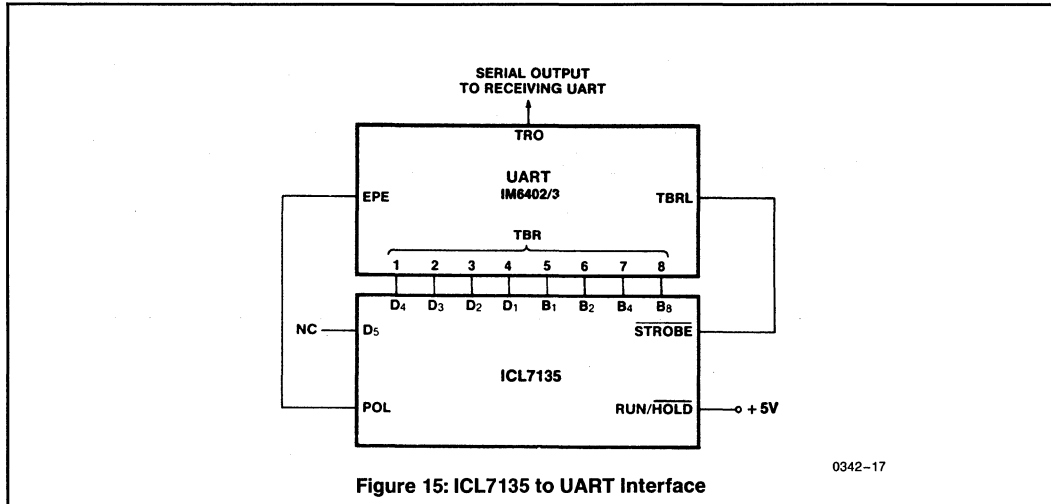 SERIAL OUTPUT
TO RECEIVING UART
TRO
UART
IM6402/3
EPE
TBRL
TBR
1 2 3 4 5 6 7 8
D4 D3 D2 D1 B1 B2 B4 B8
NC
D5
STROBE
ICL7135
POL
RUN/HOLD
+ 5V
0342–17
Figure 15: ICL7135 to UART Interface